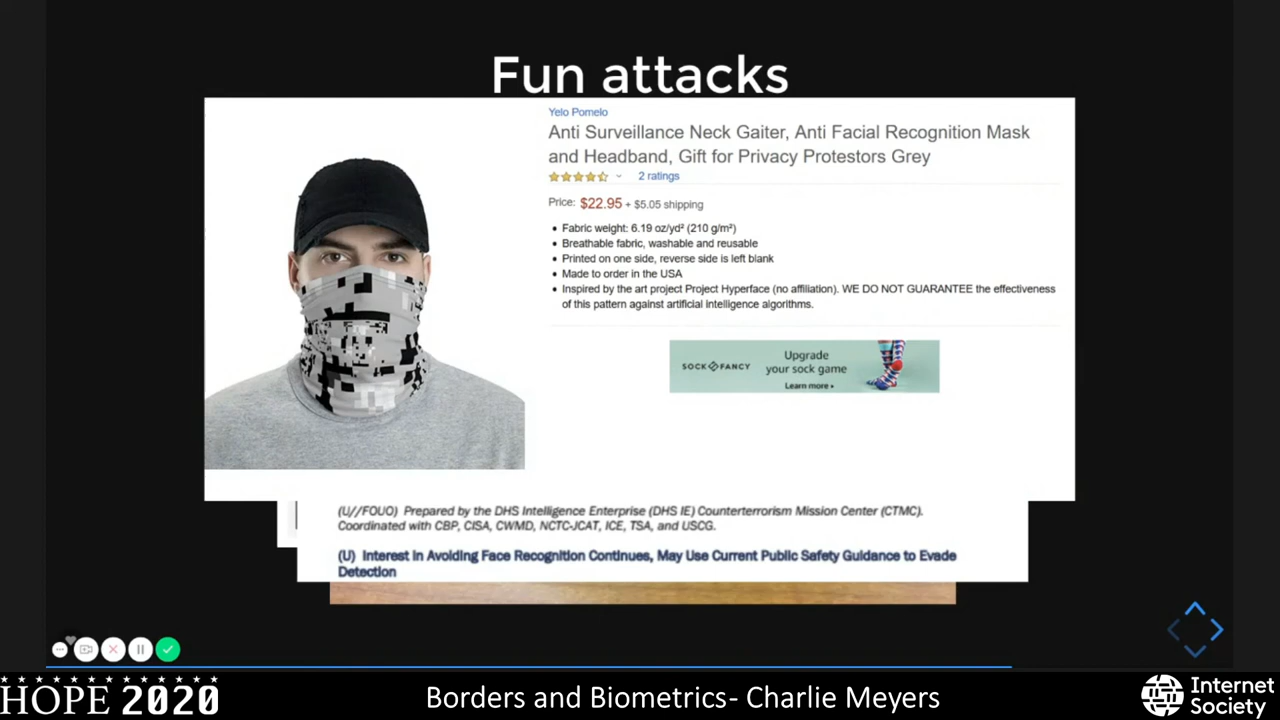 Fun attacks
Yelo Pomelo
Anti Surveillance Neck Gaiter, Anti Facial Recognition Mask
and Headband, Gift for Privacy Protestors Grey
2 ratings
Price: $22.95 + $5.05 shipping
• Fabric weight: 6.19 oz/yd² (210 g/m²)
• Breathable fabric, washable and reusable
• Printed on one side, reverse side is left blank
• Made to order in the USA
• Inspired by the art project Project Hyperface (no affiliation). WE DO NOT GUARANTEE the effectiveness
of this pattern against artificial intelligence algorithms.
SOCK FANCY
Upgrade
your sock game
Learn more ▸
(U//FOUO) Prepared by the DHS Intelligence Enterprise (DHS IE) Counterterrorism Mission Center (CTMC).
Coordinated with CBP, CISA, CWMD, NCTC-JCAT, ICE, TSA, and USCG.
(U) Interest in Avoiding Face Recognition Continues, May Use Current Public Safety Guidance to Evade
Detection
HOPE 2020
Borders and Biometrics- Charlie Meyers
Internet
Society